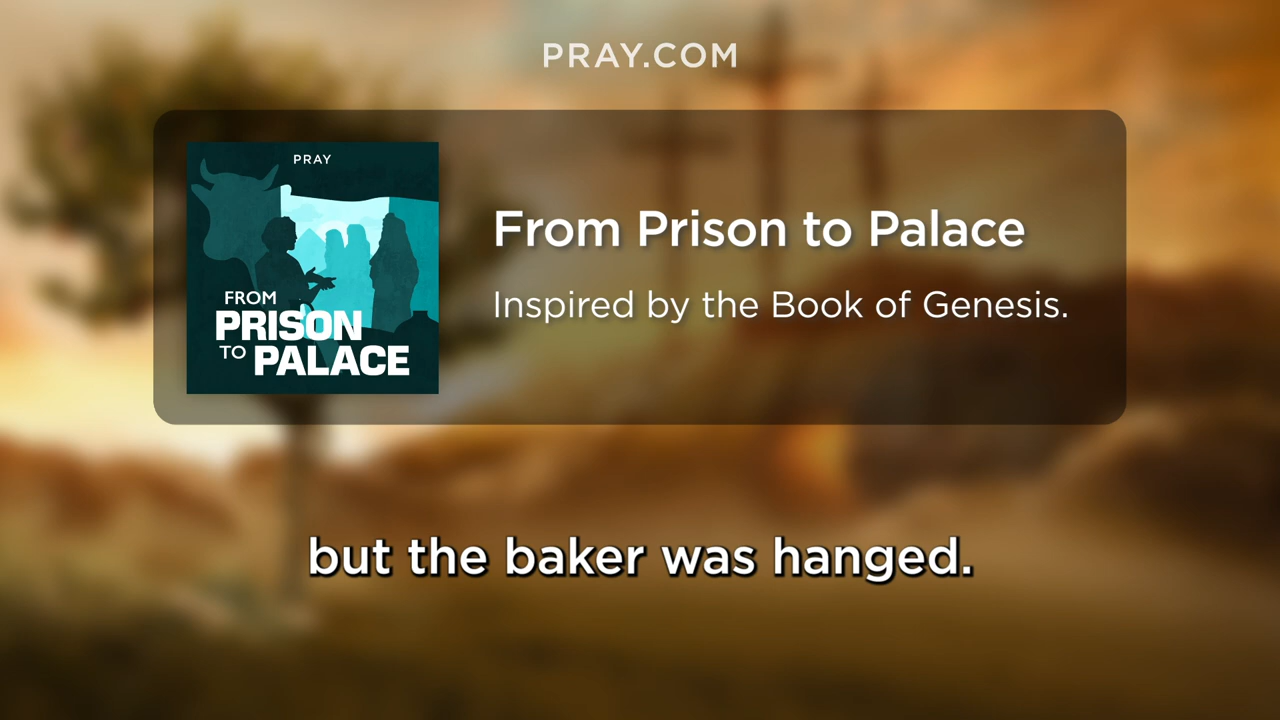 PRAY.COM
PRAY
FROM
PRISON
TO PALACE
From Prison to Palace
Inspired by the Book of Genesis.
but the baker was hanged.